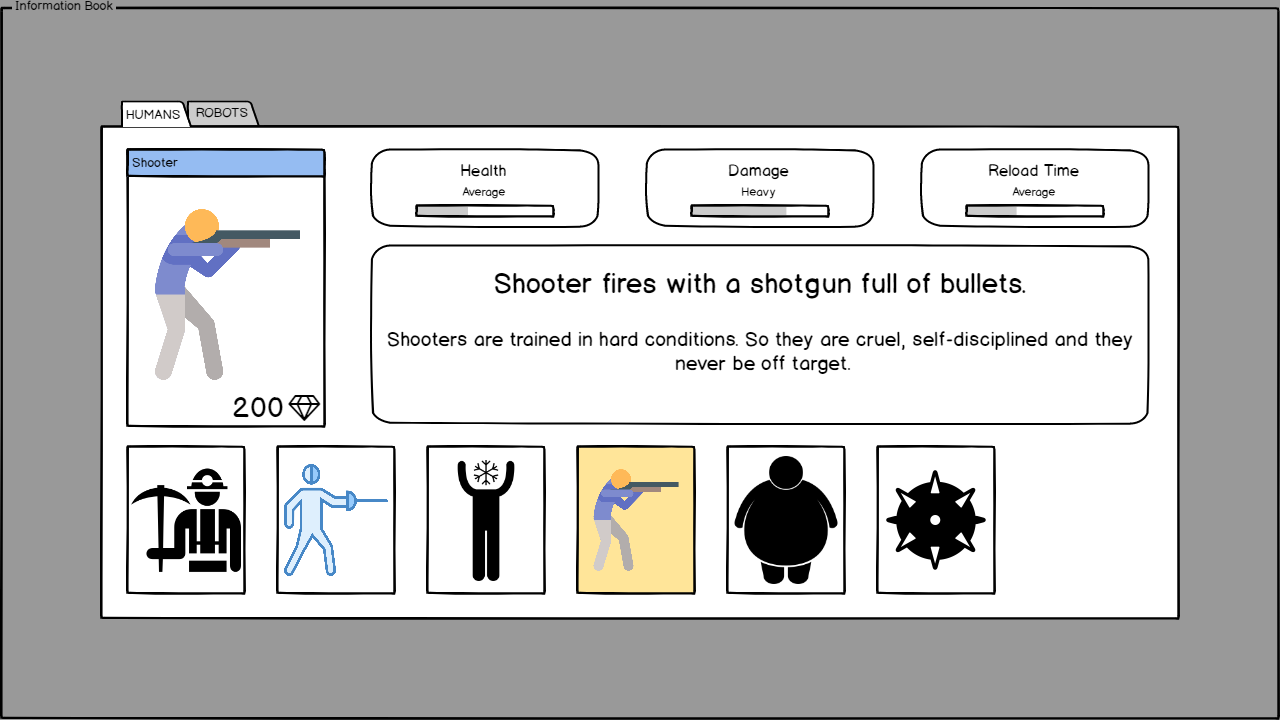 Information Book
HUMANS
ROBOTS
Shooter
200
Health
Average
Damage
Heavy
Reload Time
Average
Shooter fires with a shotgun full of bullets.
Shooters are trained in hard conditions. So they are cruel, self-disciplined and they
never be off target.